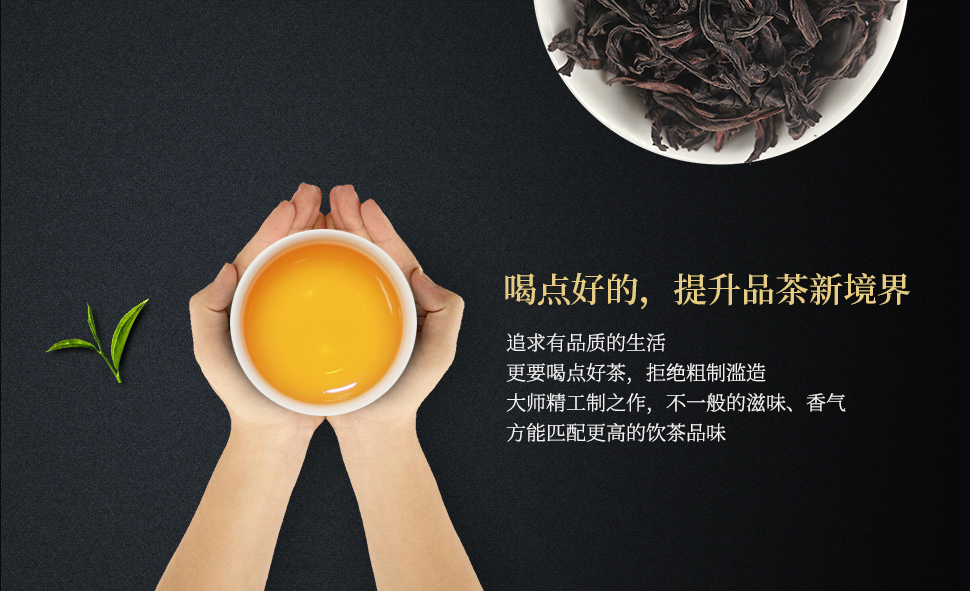 喝点好的，提升品茶新境界
追求有品质的生活
更要喝点好茶，拒绝粗制滥造
大师精工制之作，不一般的滋味、香气
方能匹配更高的饮茶品味